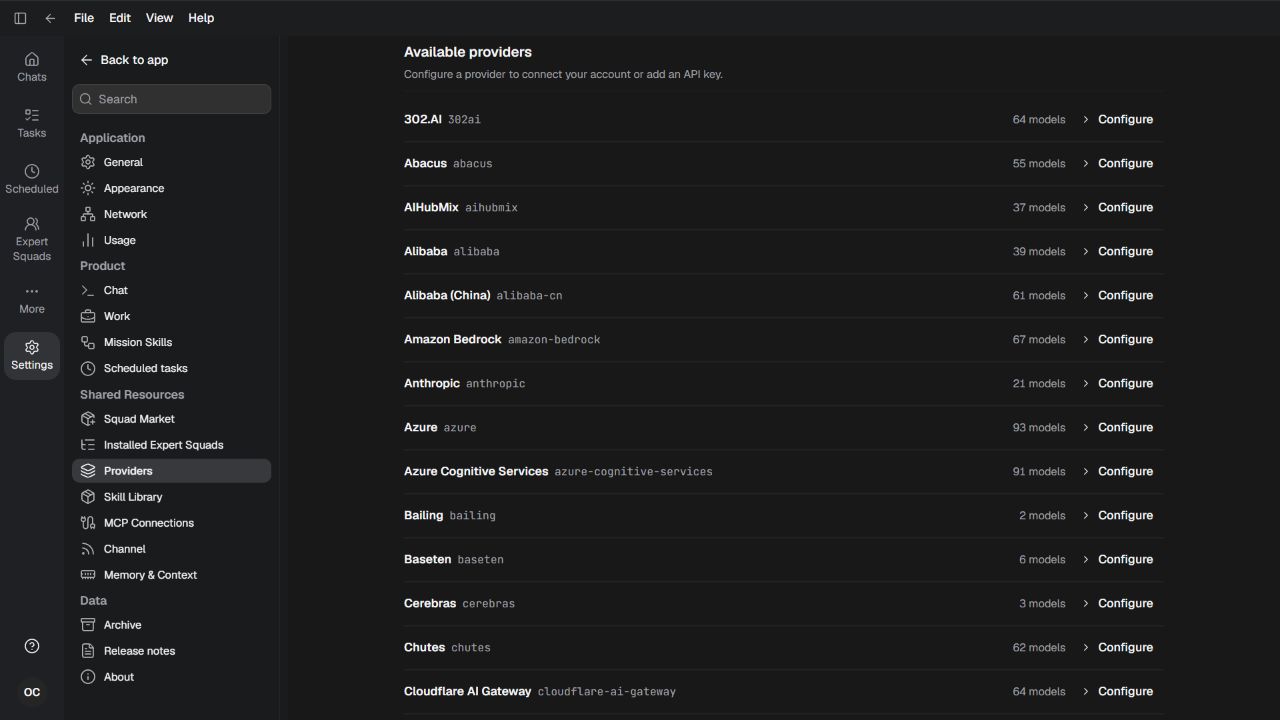 File Edit View Help
Chats
Tasks
Scheduled
Expert
Squads
More
Settings
OC
Back to app
Search
Application
General
Appearance
Network
Usage
Product
Chat
Work
Mission Skills
Scheduled tasks
Shared Resources
Squad Market
Installed Expert Squads
Providers
Skill Library
MCP Connections
Channel
Memory & Context
Data
Archive
Release notes
About
Available providers
Configure a provider to connect your account or add an API key.
302.AI 302ai 64 models Configure
Abacus abacus 55 models Configure
AIHubMix aihubmix 37 models Configure
Alibaba alibaba 39 models Configure
Alibaba (China) alibaba-cn 61 models Configure
Amazon Bedrock amazon-bedrock 67 models Configure
Anthropic anthropic 21 models Configure
Azure azure 93 models Configure
Azure Cognitive Services azure-cognitive-services 91 models Configure
Bailing bailing 2 models Configure
Baseten baseten 6 models Configure
Cerebras cerebras 3 models Configure
Chutes chutes 62 models Configure
Cloudflare AI Gateway cloudflare-ai-gateway 64 models Configure